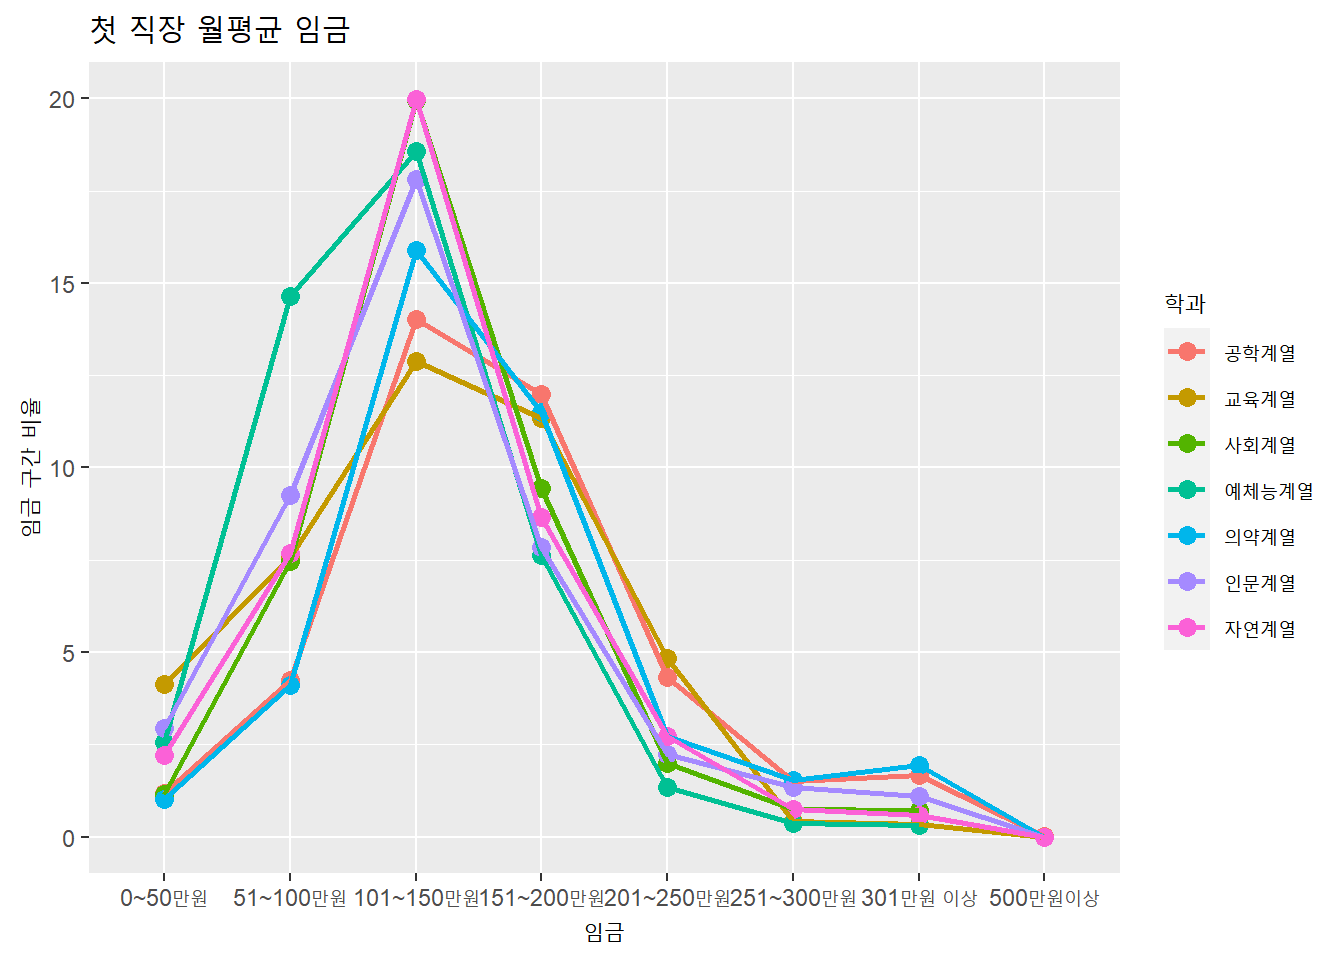 첫 직장 월평균 임금
20
15
10
5
0
임금 구간 비율
0~50만원 51~100만원 101~150만원 151~200만원 201~250만원 251~300만원 301만원 이상 500만원이상
임금
학과
공학계열
교육계열
사회계열
예체능계열
의약계열
인문계열
자연계열